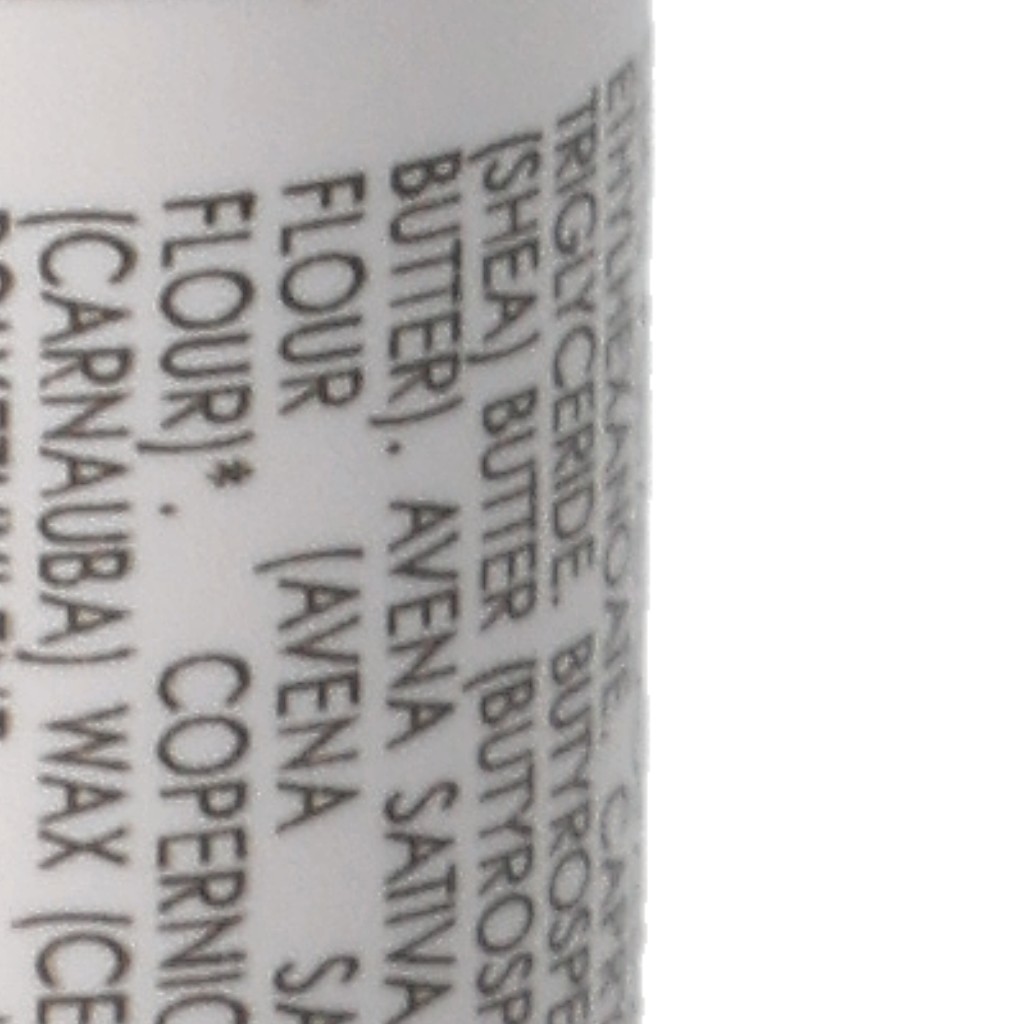 TRIGLYCERIDE. BUTYROSPE
(SHEA) BUTTER (BUTYROSP
BUTTER). AVENA SATIVA
FLOUR (AVENA SA
FLOUR)*. COPERNIC
(CARNAUBA) WAX (CE